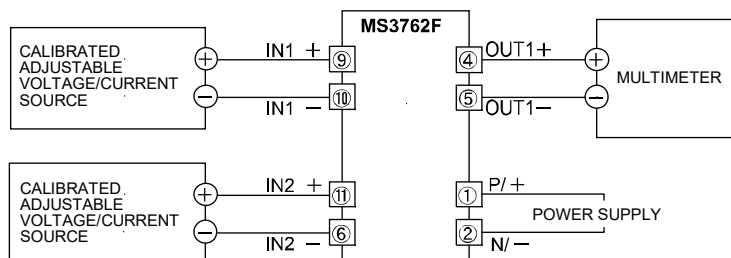 MS3762F
CALIBRATED
ADJUSTABLE
VOLTAGE/CURRENT
SOURCE
+ IN1 + ⑨
− IN1 − ⑩
④ OUT1+ +
⑤ OUT1− −
MULTIMETER
CALIBRATED
ADJUSTABLE
VOLTAGE/CURRENT
SOURCE
+ IN2 + ⑪
− IN2 − ⑥
① P/+
② N/−
POWER SUPPLY